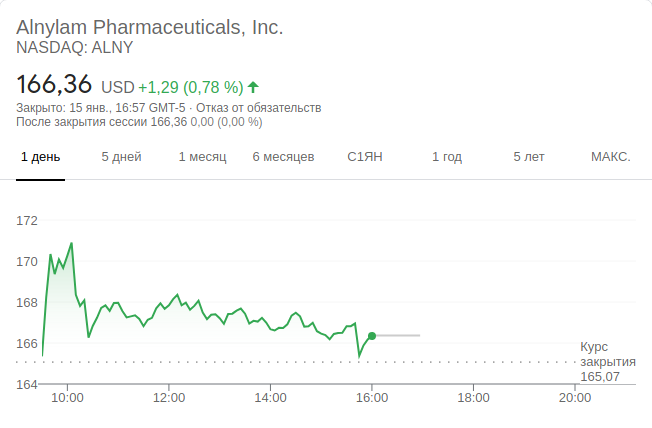 Alnylam Pharmaceuticals, Inc.
NASDAQ: ALNY
166,36 USD +1,29 (0,78 %)
Закрыто: 15 янв., 16:57 GMT-5 · Отказ от обязательств
После закрытия сессии 166,36 0,00 (0,00 %)
1 день 5 дней 1 месяц 6 месяцев С1ЯН 1 год 5 лет МАКС.
172
170
168
166
Курс
закрытия
165,07
164
10:00 12:00 14:00 16:00 18:00 20:00